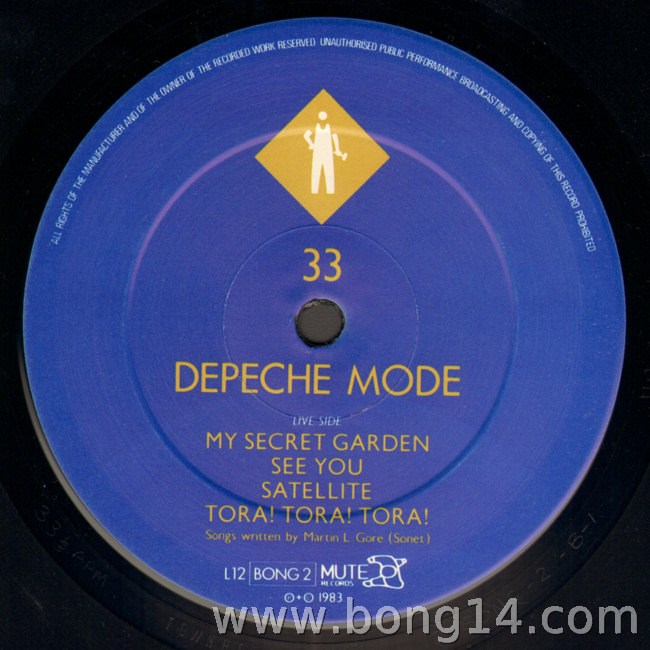 ALL RIGHTS OF THE MANUFACTURER AND OF THE OWNER OF THE RECORDED WORK RESERVED UNAUTHORISED PUBLIC PERFORMANCE BROADCASTING AND COPYING OF THIS RECORD PROHIBITED
33
DEPECHE MODE
LIVE SIDE
MY SECRET GARDEN
SEE YOU
SATELLITE
TORA! TORA! TORA!
Songs written by Martin L Gore (Sonet)
L12 BONG 2 MUTE RECORDS
℗+© 1983
www.bong14.com